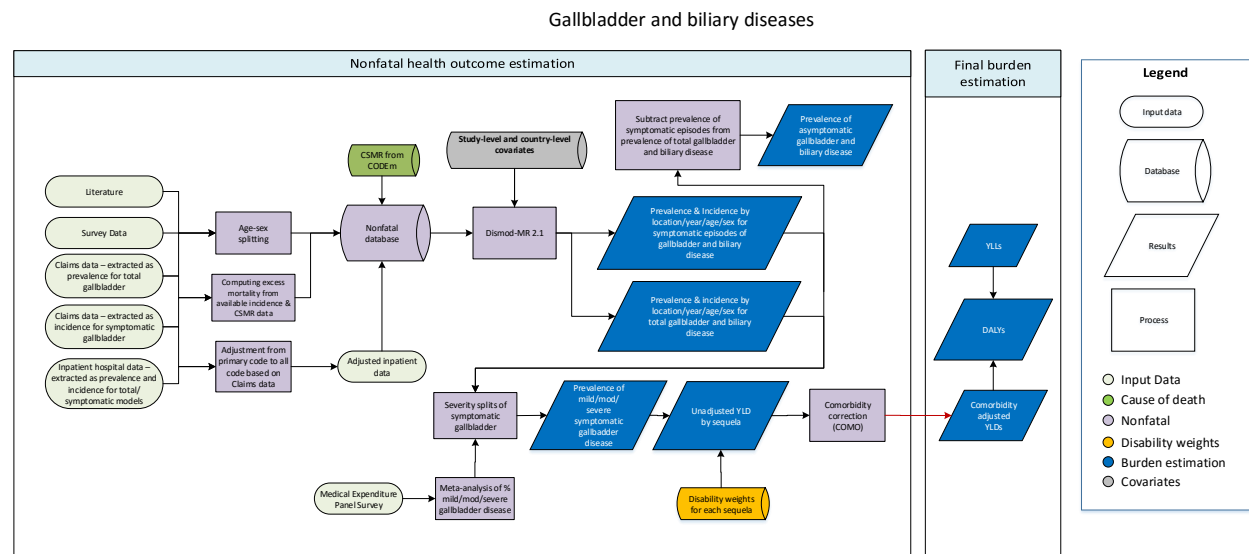 Gallbladder and biliary diseases
Nonfatal health outcome estimation
Final burden
estimation
Legend
Input data
Database
Results
Process
Input Data
Cause of death
Nonfatal
Disability weights
Burden estimation
Covariates
Literature
Survey Data
Claims data – extracted as
prevalence for total
gallbladder
Claims data – extracted as
incidence for symptomatic
gallbladder
Inpatient hospital data –
extracted as prevalence and
incidence for total/
symptomatic models
Age-sex
splitting
Computing excess
mortality from
available incidence &
CSMR data
Adjustment from
primary code to all
code based on
Claims data
Adjusted inpatient
data
CSMR from
CODEm
Nonfatal
database
Study-level and country-level
covariates
Dismod-MR 2.1
Subtract prevalence of
symptomatic episodes from
prevalence of total gallbladder
and biliary disease
Prevalence of
asymptomatic
gallbladder and
biliary disease
Prevalence & Incidence by
location/year/age/sex for
symptomatic episodes of
gallbladder and biliary
disease
Prevalence & incidence by
location/year/age/sex for
total gallbladder and biliary
disease
Severity splits of
symptomatic
gallbladder
Prevalence of
mild/mod/
severe
symptomatic
gallbadder
disease
Unadjusted YLD
by sequela
Comorbidity
correction
(COMO)
Medical Expenditure
Panel Survey
Meta-analysis of %
mild/mod/severe
gallbladder disease
Disability weights
for each sequela
YLLs
DALYs
Comorbidity
adjusted
YLDs